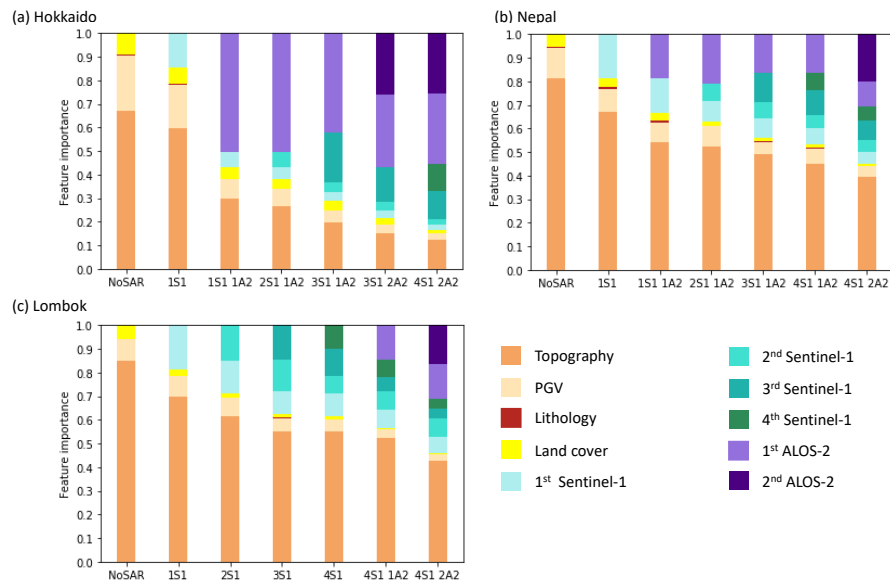 (a) Hokkaido
Feature importance
1.0
0.9
0.8
0.7
0.6
0.5
0.4
0.3
0.2
0.1
0.0
NoSAR 1S1 1S1 1A2 2S1 1A2 3S1 1A2 3S1 2A2 4S1 2A2
(b) Nepal
Feature importance
1.0
0.9
0.8
0.7
0.6
0.5
0.4
0.3
0.2
0.1
0.0
NoSAR 1S1 1S1 1A2 2S1 1A2 3S1 1A2 4S1 1A2 4S1 2A2
(c) Lombok
Feature importance
1.0
0.9
0.8
0.7
0.6
0.5
0.4
0.3
0.2
0.1
0.0
NoSAR 1S1 2S1 3S1 4S1 4S1 1A2 4S1 2A2
Topography
PGV
Lithology
Land cover
1st Sentinel-1
2nd Sentinel-1
3rd Sentinel-1
4th Sentinel-1
1st ALOS-2
2nd ALOS-2